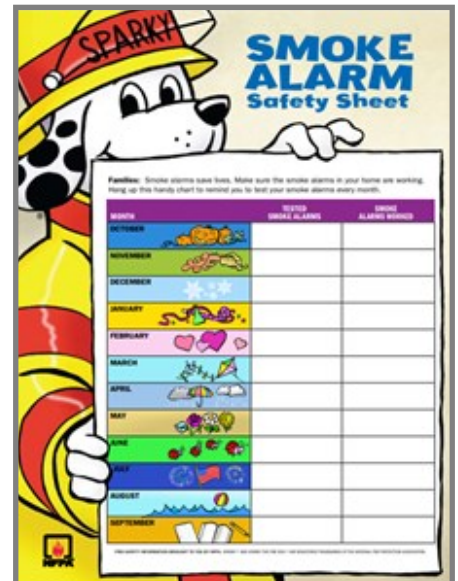 SPARKY
SMOKE
ALARM
Safety Sheet
Families: Smoke alarms save lives. Make sure the smoke alarms in your home are working.
Hang up this handy chart to remind you to test your smoke alarms every month.
MONTH TESTED SMOKE ALARMS SMOKE ALARMS WORKED
OCTOBER
NOVEMBER
DECEMBER
JANUARY
FEBRUARY
MARCH
APRIL
MAY
JUNE
JULY
AUGUST
SEPTEMBER
NFPA